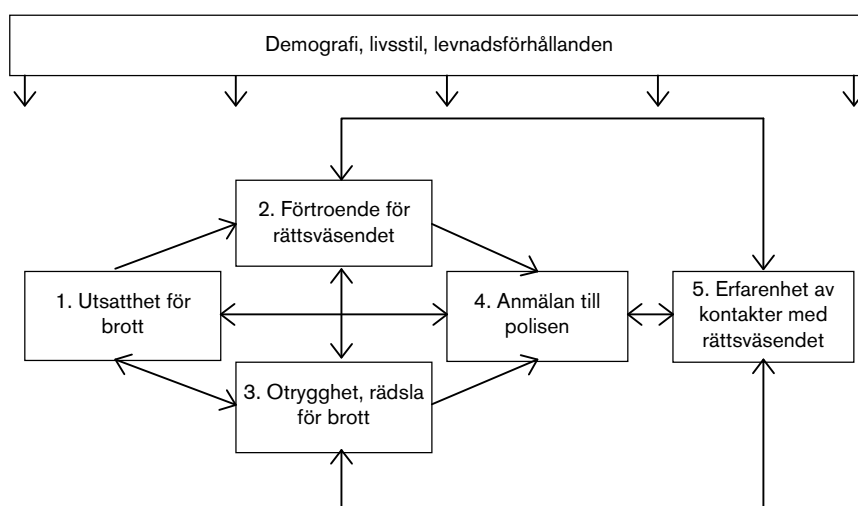 Demografi, livsstil, levnadsförhållanden
2. Förtroende för
rättsväsendet
1. Utsatthet för
brott
4. Anmälan till
polisen
5. Erfarenhet av
kontakter med
rättsväsendet
3. Otrygghet, rädsla
för brott